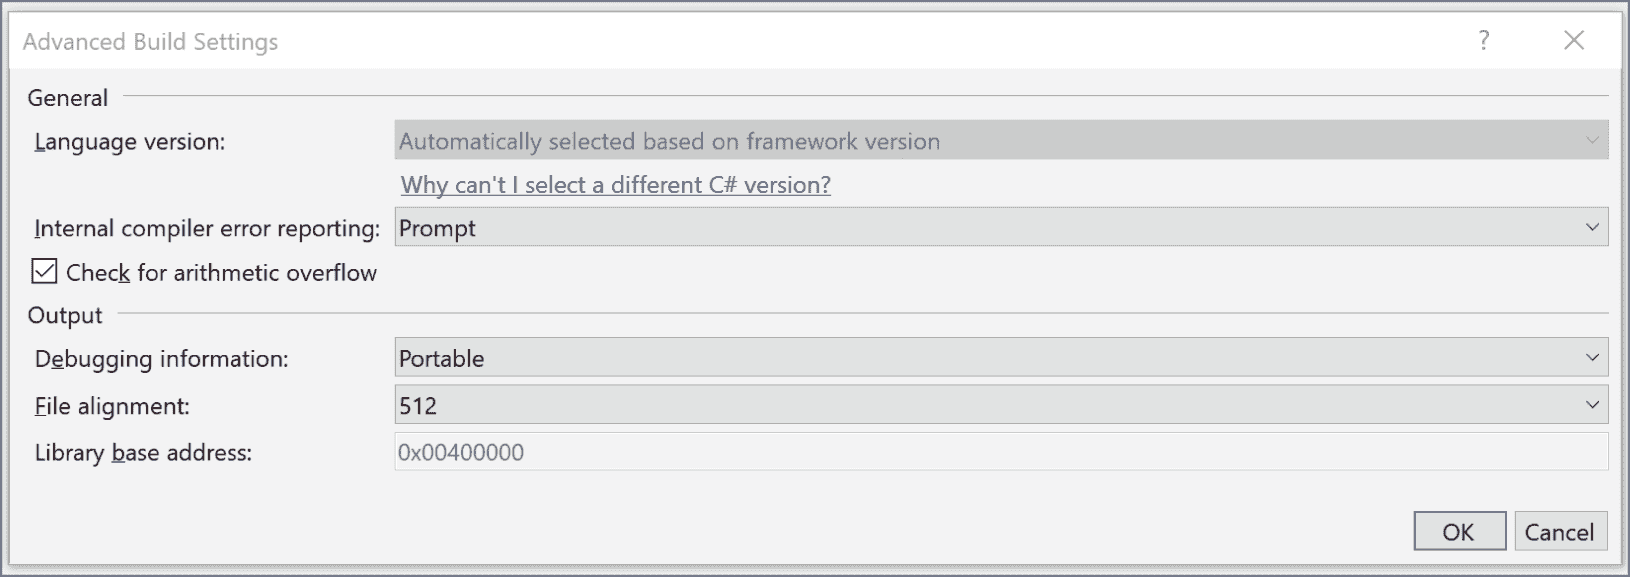 Advanced Build Settings ?
General
Language version: Automatically selected based on framework version
Why can't I select a different C# version?
Internal compiler error reporting: Prompt
Check for arithmetic overflow
Output
Debugging information: Portable
File alignment: 512
Library base address: 0x00400000
OK Cancel